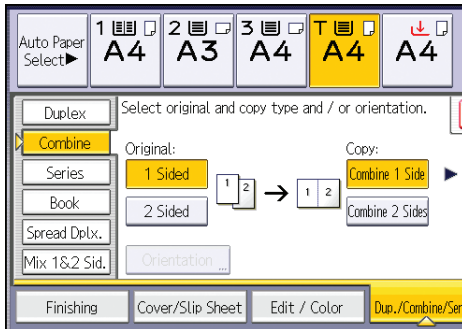 Auto Paper
Select▶
1
A4
2
A3
3
A4
T
A4
A4
Duplex
Select original and copy type and / or orientation.
Combine
Original:
Copy:
Series
1 Sided
1
2
→
1 2
Combine 1 Side
Book
2 Sided
Combine 2 Sides
Spread Dplx.
Mix 1&2 Sid.
Orientation
Finishing
Cover/Slip Sheet
Edit / Color
Dup./Combine/Ser